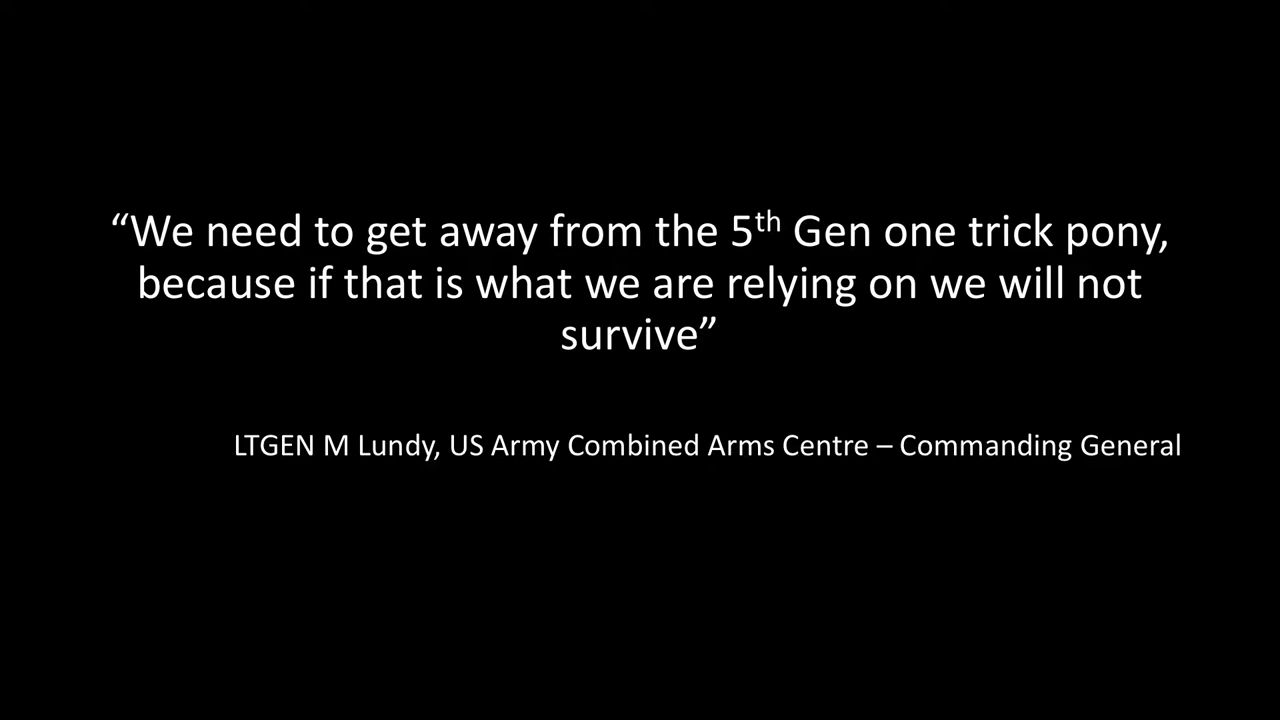 “We need to get away from the 5th Gen one trick pony,
because if that is what we are relying on we will not
survive”
LTGEN M Lundy, US Army Combined Arms Centre – Commanding General